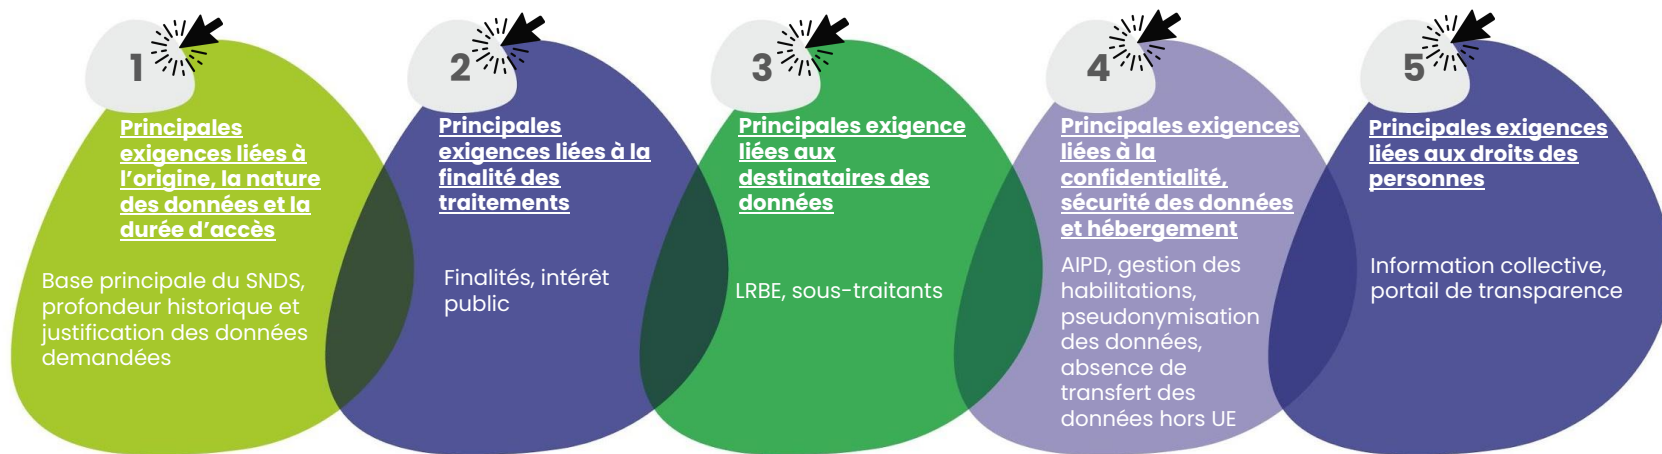 1
Principales
exigences liées à
l’origine, la nature
des données et la
durée d’accès
Base principale du SNDS,
profondeur historique et
justification des données
demandées
2
Principales
exigences liées à la
finalité des
traitements
Finalités, intérêt
public
3
Principales exigence
liées aux
destinataires des
données
LRBE, sous-traitants
4
Principales exigences
liées à la
confidentialité,
sécurité des données
et hébergement
AIPD, gestion des
habilitations,
pseudonymisation
des données,
absence de
transfert des
données hors UE
5
Principales exigences
liées aux droits des
personnes
Information collective,
portail de transparence